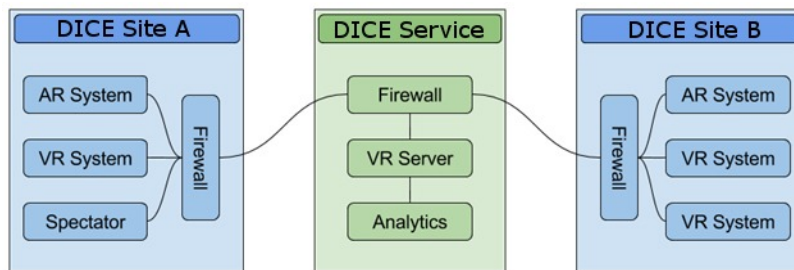 DICE Site A
AR System
VR System
Spectator
Firewall
DICE Service
Firewall
VR Server
Analytics
DICE Site B
Firewall
AR System
VR System
VR System